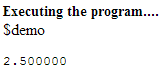 Executing the program....
$demo
2.500000